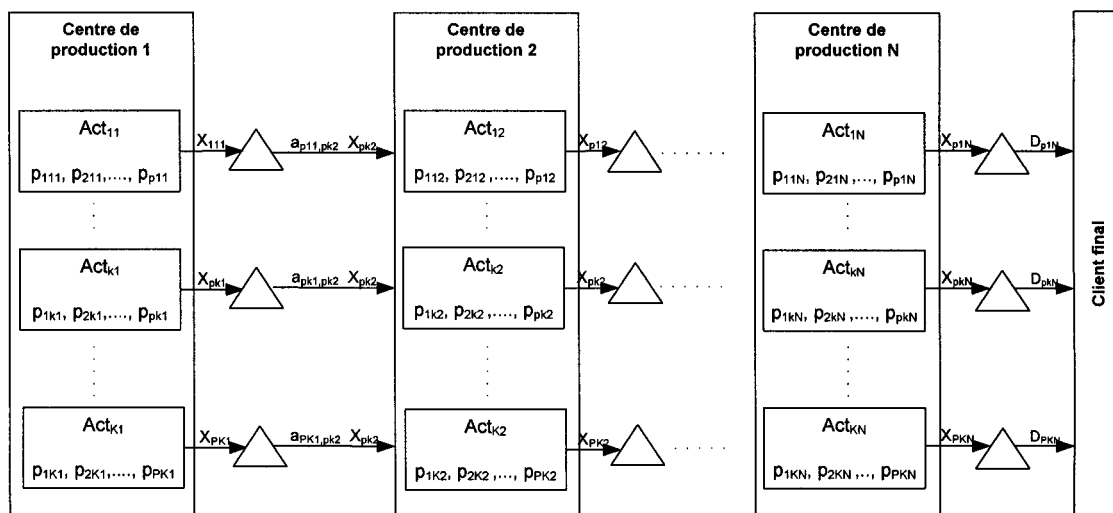 Centre de
production 1
Centre de
production 2
Centre de
production N
Act₁₁
p₁₁₁, p₂₁₁,...., pₚ₁₁
X₁₁₁
aₚ₁₁,ₚₖ₂ Xₚₖ₂
Act₁₂
p₁₁₂, p₂₁₂,...., pₚ₁₂
Xₚ₁₂
Act₁N
p₁₁N, p₂₁N,..., pₚ₁N
Xₚ₁N
Dₚ₁N
Actₖ₁
p₁ₖ₁, p₂ₖ₁,...., pₚₖ₁
Xₚₖ₁
aₚₖ₁,ₚₖ₂ Xₚₖ₂
Actₖ₂
p₁ₖ₂, p₂ₖ₂,...., pₚₖ₂
Xₚₖ₂
ActₖN
p₁ₖN, p₂ₖN,...., pₚₖN
XₚₖN
DₚₖN
ActK₁
p₁K₁, p₂K₁,...., pPK₁
XPK₁
aPK₁,ₚₖ₂ Xₚₖ₂
ActK₂
p₁K₂, p₂K₂,..., pPK₂
XPK₂
ActKN
p₁KN, p₂KN,.., pPKN
XPKN
DPKN
Client final